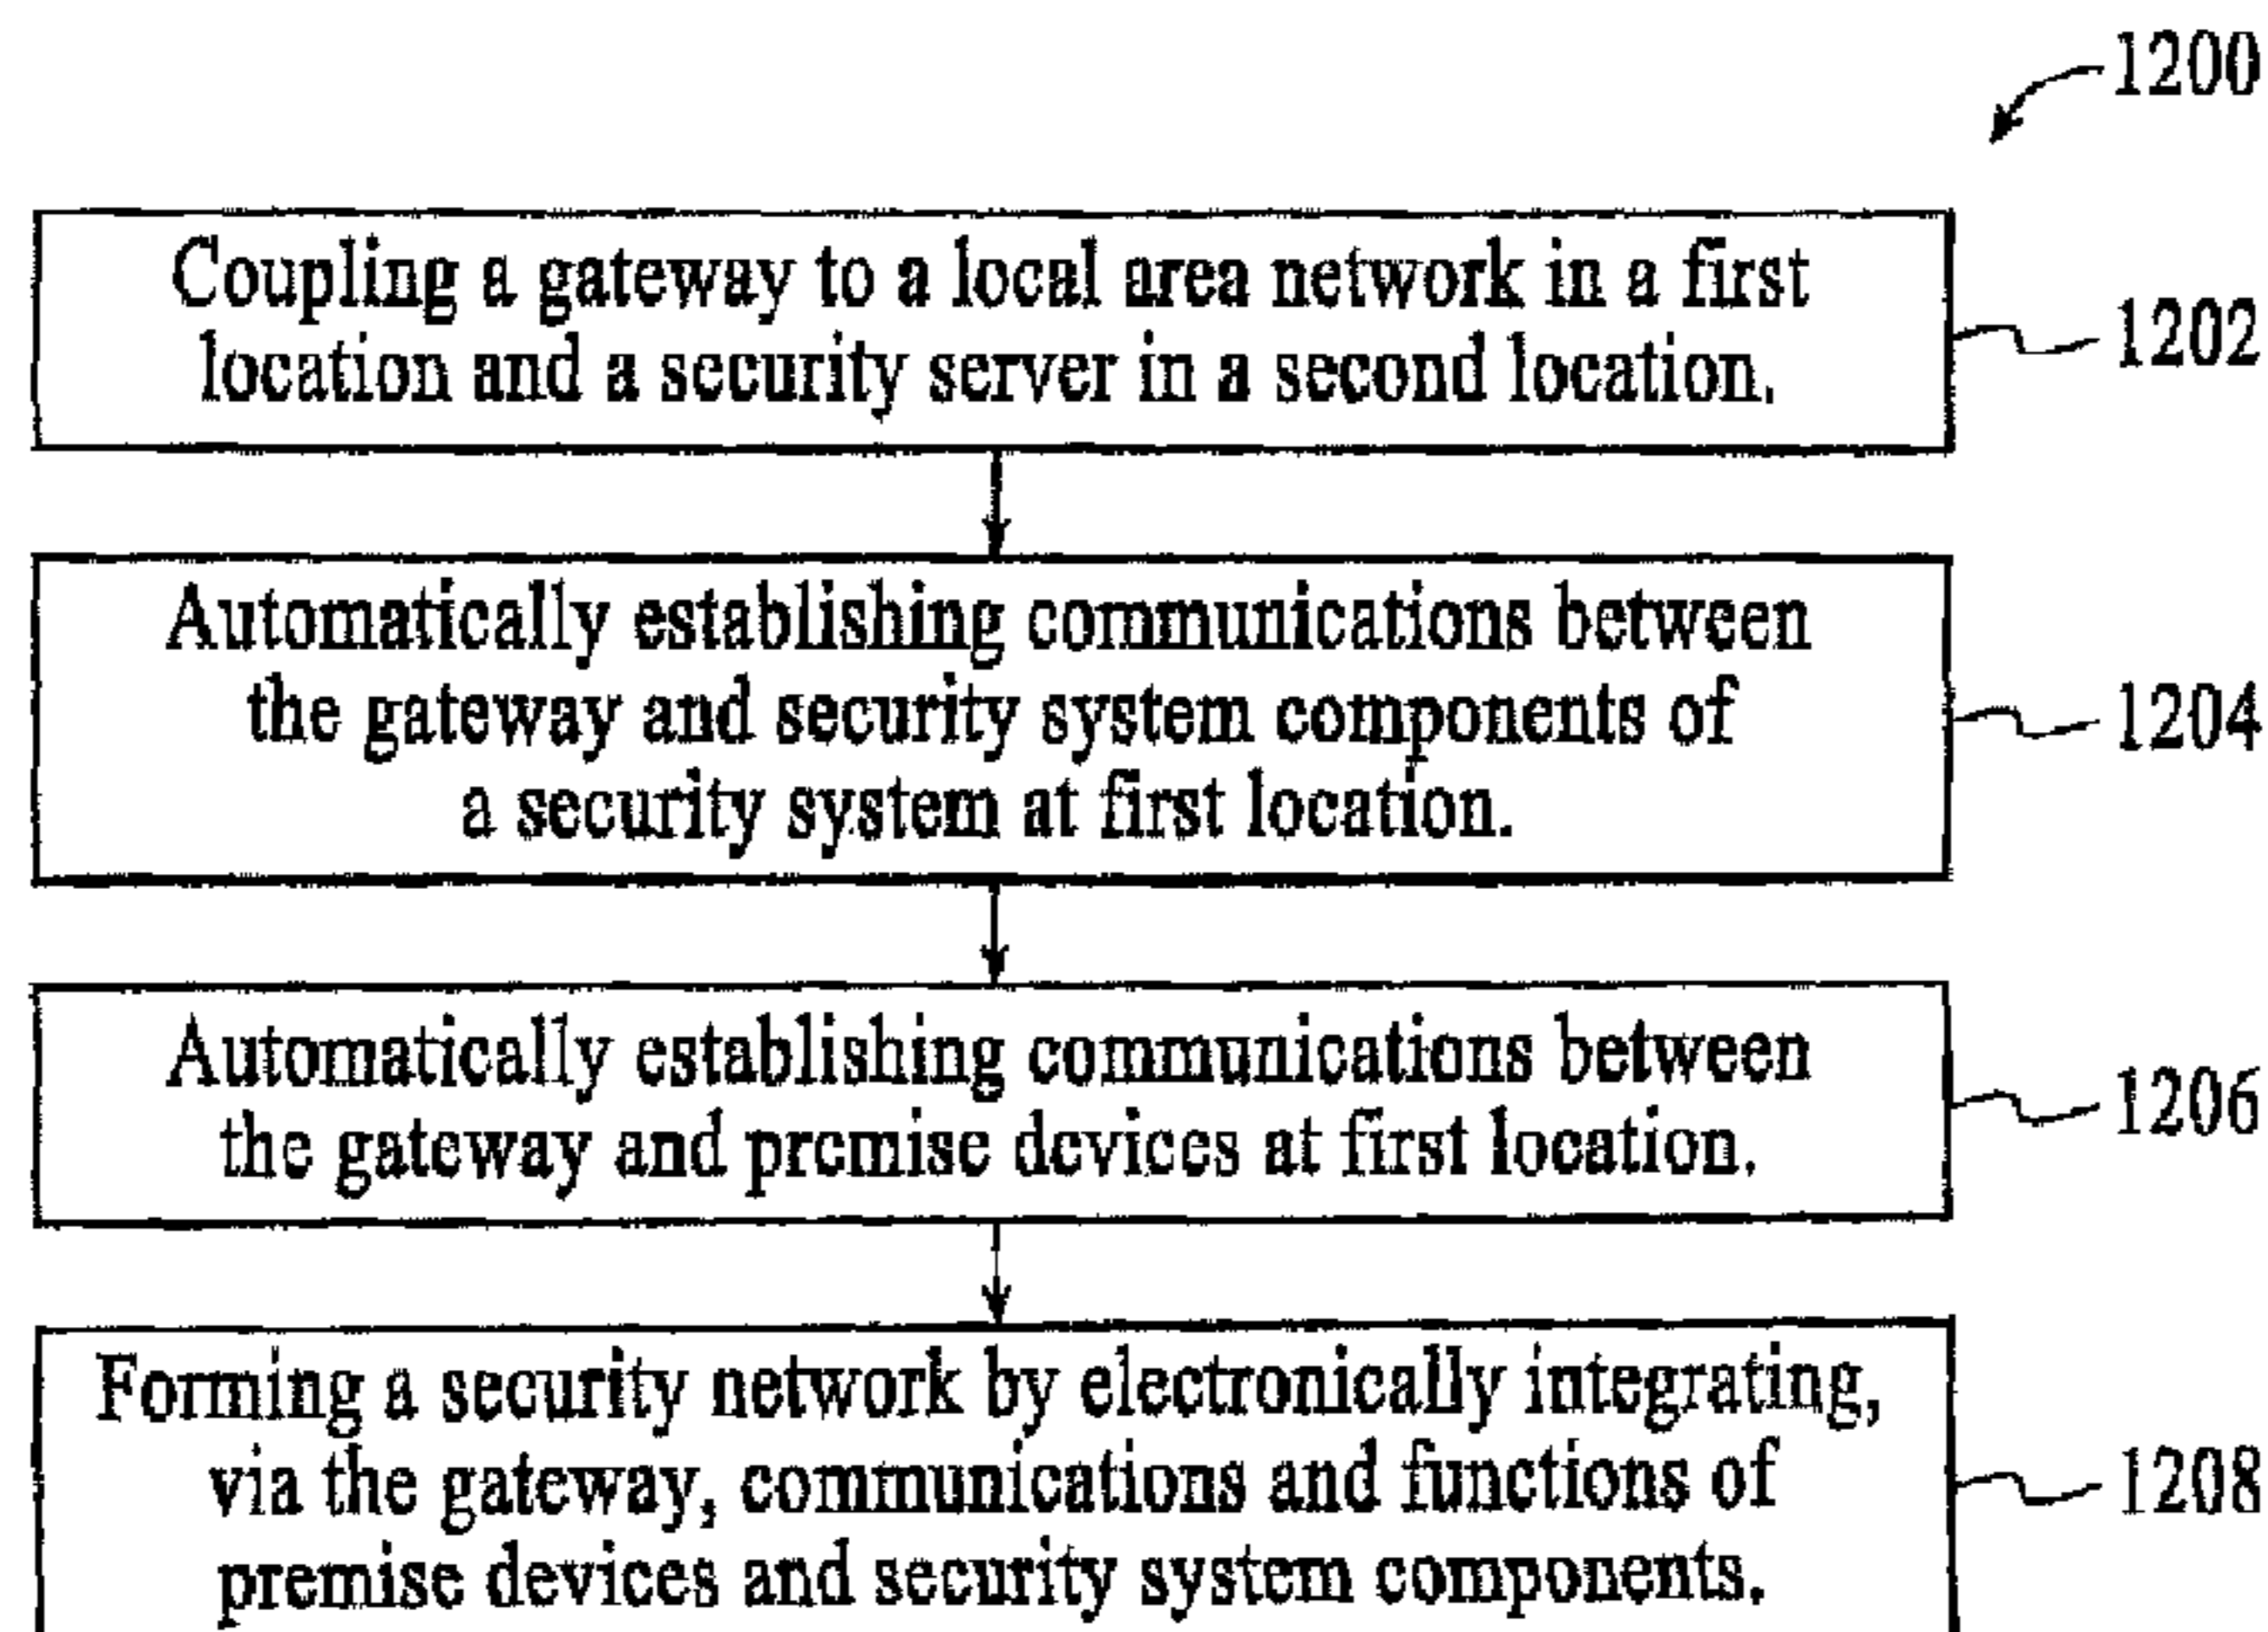 1200
Coupling a gateway to a local area network in a first
location and a security server in a second location.
1202
Automatically establishing communications between
the gateway and security system components of
a security system at first location.
1204
Automatically establishing communications between
the gateway and premise devices at first location.
1206
Forming a security network by electronically integrating,
via the gateway, communications and functions of
premise devices and security system components.
1208